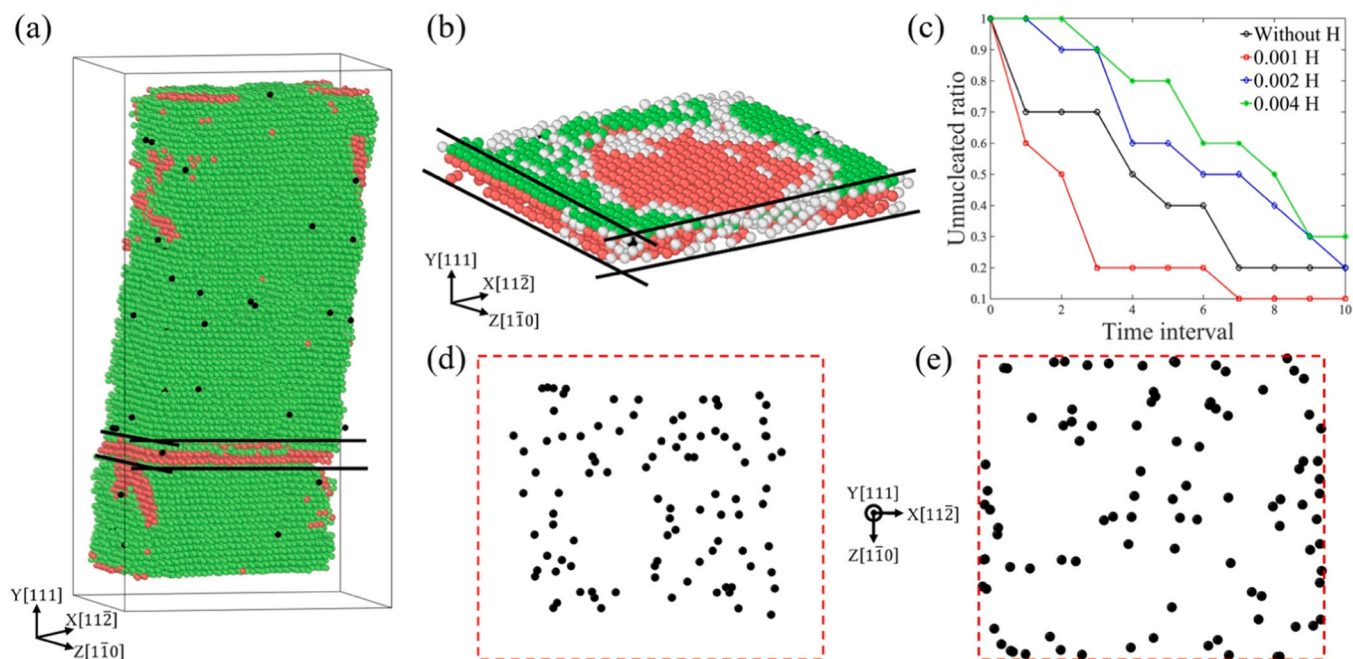 (a)
Y[111]
X[112̄]
Z[11̄0]
(b)
Y[111]
X[112̄]
Z[11̄0]
(c)
Unnucleated ratio
1
0.9
0.8
0.7
0.6
0.5
0.4
0.3
0.2
0.1
0 2 4 6 8 10
Time interval
Without H
0.001 H
0.002 H
0.004 H
(d)
Y[111]
X[112̄]
Z[11̄0]
(e)